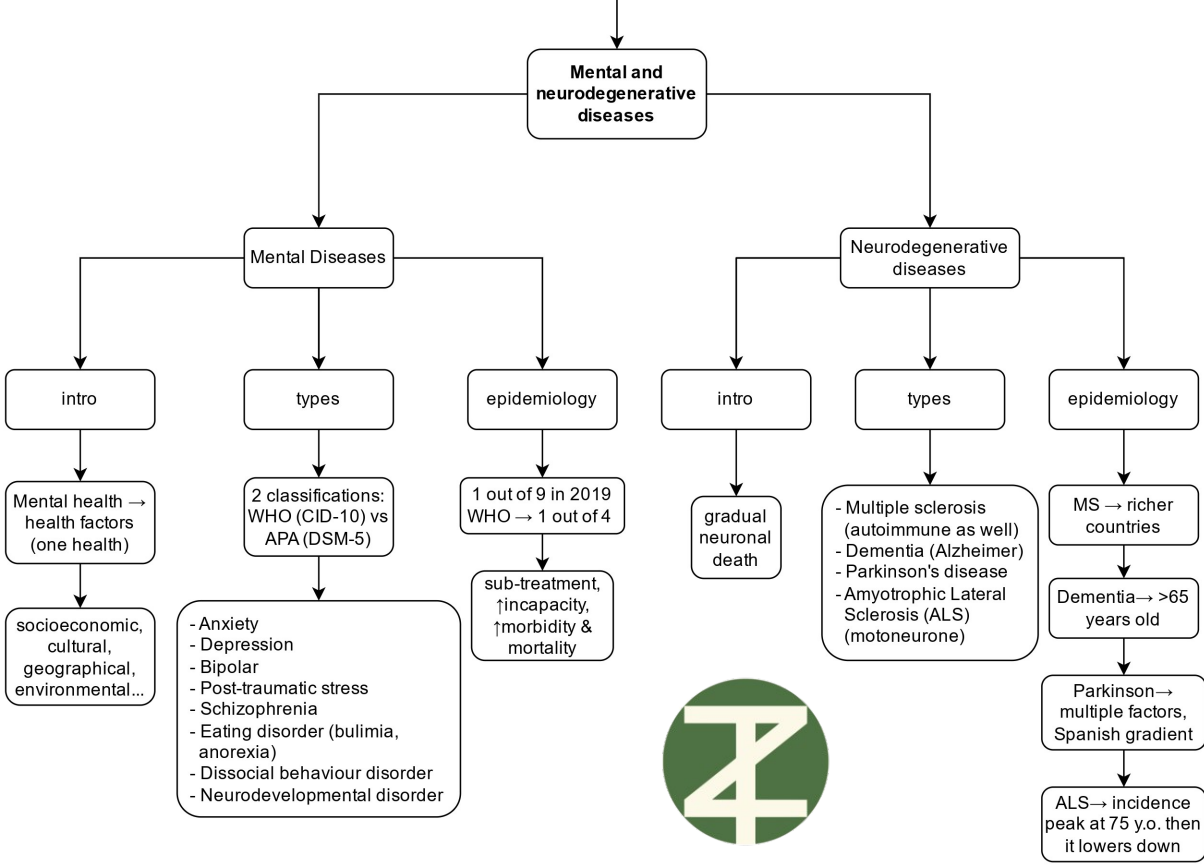 Mental and
neurodegenerative
diseases
Mental Diseases
intro
Mental health →
health factors
(one health)
socioeconomic,
cultural,
geographical,
environmental...
types
2 classifications:
WHO (CID-10) vs
APA (DSM-5)
- Anxiety
- Depression
- Bipolar
- Post-traumatic stress
- Schizophrenia
- Eating disorder (bulimia,
anorexia)
- Dissocial behaviour disorder
- Neurodevelopmental disorder
epidemiology
1 out of 9 in 2019
WHO → 1 out of 4
sub-treatment,
↑incapacity,
↑morbidity &
mortality
Neurodegenerative
diseases
intro
gradual
neuronal
death
types
- Multiple sclerosis
(autoimmune as well)
- Dementia (Alzheimer)
- Parkinson's disease
- Amyotrophic Lateral
Sclerosis (ALS)
(motoneurone)
epidemiology
MS → richer
countries
Dementia→ >65
years old
Parkinson→
multiple factors,
Spanish gradient
ALS→ incidence
peak at 75 y.o. then
it lowers down